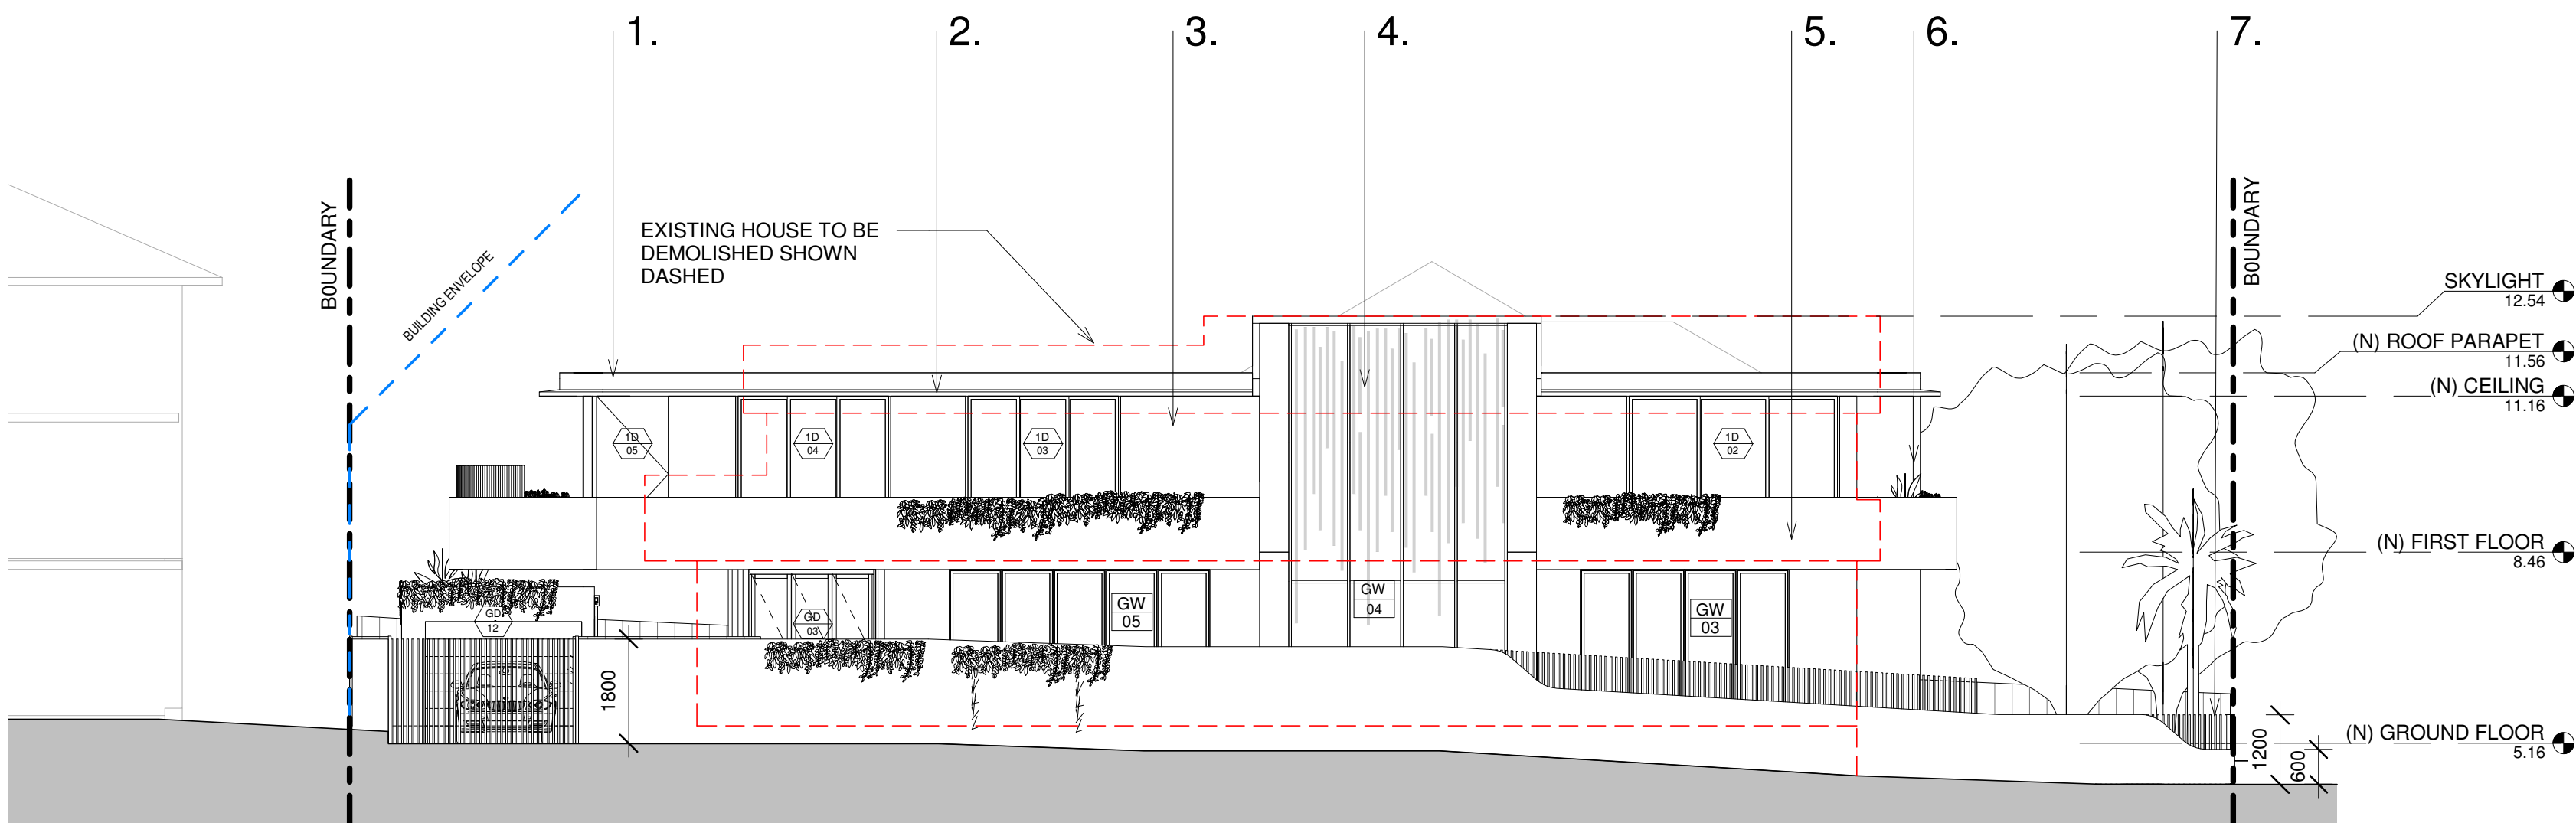 1.
2.
3.
4.
5.
6.
7.
B0UNDARY
BUILDING ENVELOPE
EXISTING HOUSE TO BE
DEMOLISHED SHOWN
DASHED
B0UNDARY
SKYLIGHT
12.54
(N) ROOF PARAPET
11.56
(N) CEILING
11.16
1D
05
1D
04
1D
03
1D
02
(N) FIRST FLOOR
8.46
GD
12
GD
03
GW
05
GW
04
GW
03
1800
(N) GROUND FLOOR
5.16
1200
600